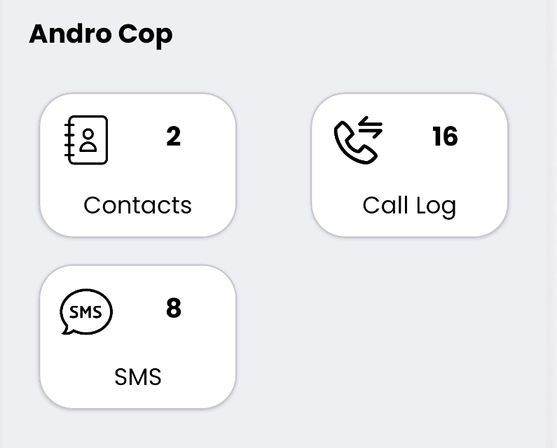 Andro Cop
2
Contacts
16
Call Log
SMS
8
SMS